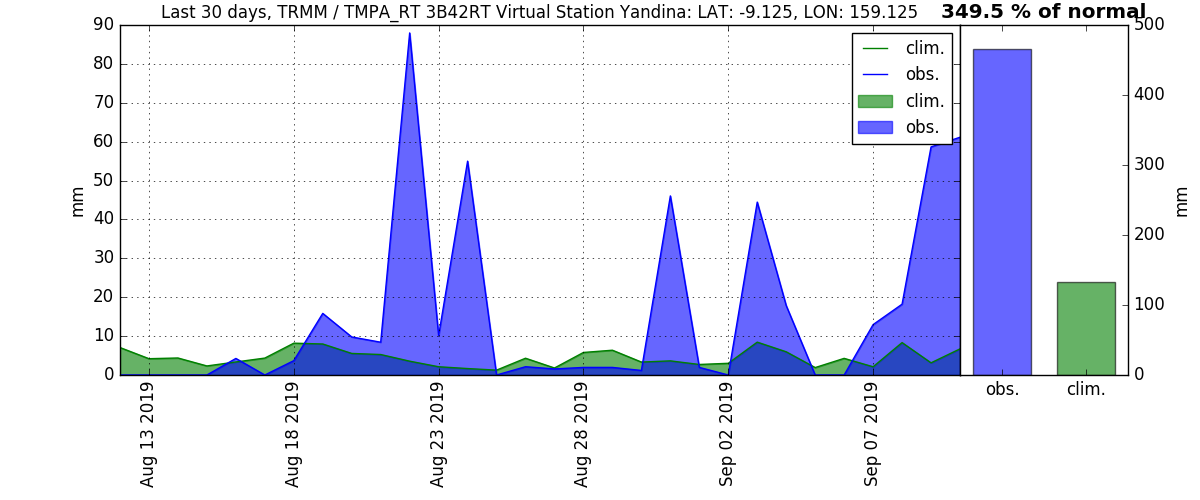 Last 30 days, TRMM / TMPA_RT 3B42RT Virtual Station Yandina: LAT: -9.125, LON: 159.125
349.5 % of normal
90
80
70
60
50
40
30
20
10
0
mm
clim.
obs.
clim.
obs.
Aug 13 2019
Aug 18 2019
Aug 23 2019
Aug 28 2019
Sep 02 2019
Sep 07 2019
500
400
300
200
100
0
mm
obs.
clim.